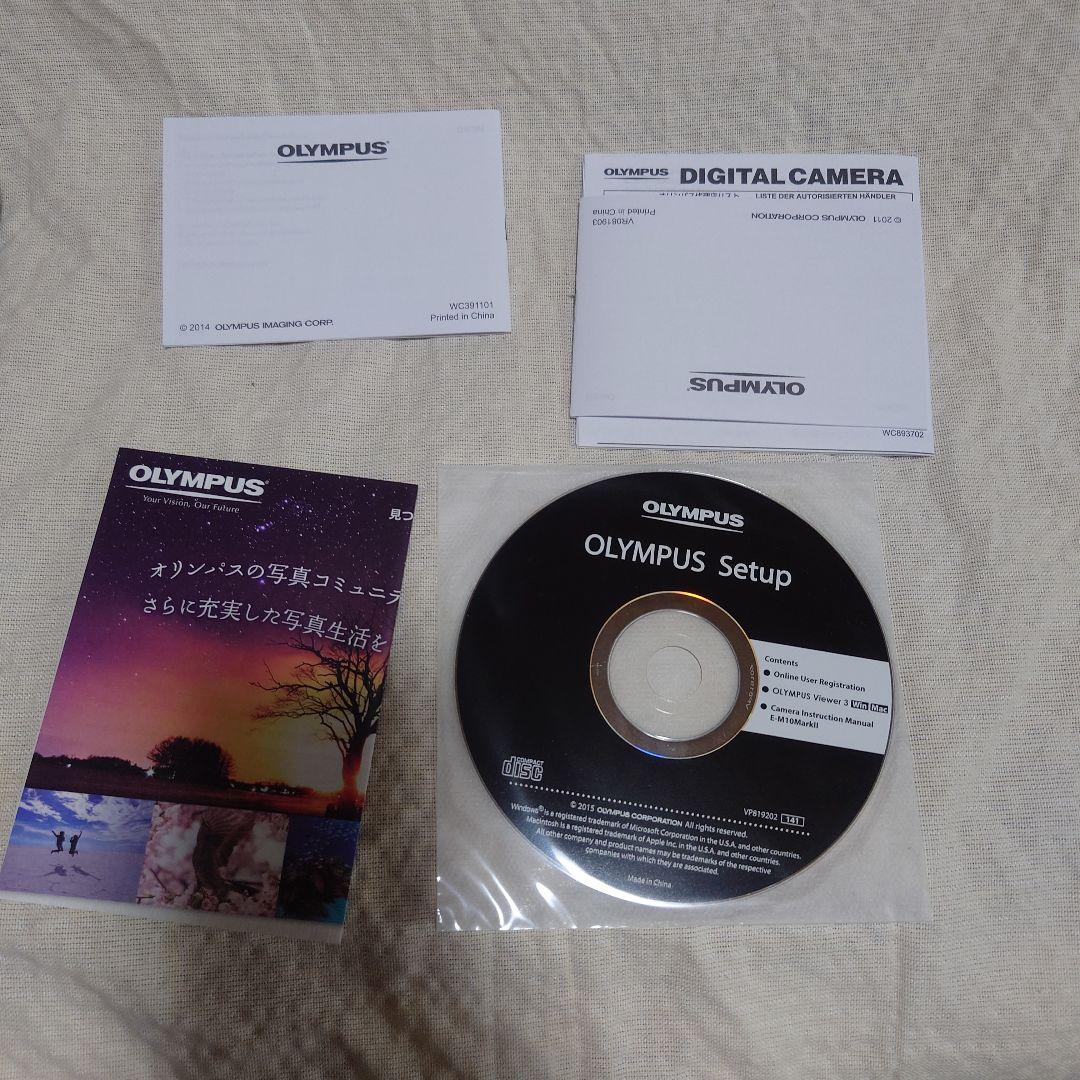 OLYMPUS®
WC391101
Printed in China
© 2014 OLYMPUS IMAGING CORP.
OLYMPUS DIGITAL CAMERA
LISTE DER AUTORISIERTEN HÄNDLER
© 2011 OLYMPUS CORPORATION
VR081903
Printed in China
OLYMPUS®
WC893702
OLYMPUS®
Your Vision, Our Future
見つ
オリンパスの写真コミュニテ
さらに充実した写真生活を
OLYMPUS
OLYMPUS Setup
Contents
● Online User Registration
● OLYMPUS Viewer 3 Win Mac
● Camera Instruction Manual
E-M10MarkII
COMPACT
disc
VP819202 141
© 2015 OLYMPUS CORPORATION All rights reserved.
Windows® is a registered trademark of Microsoft Corporation in the U.S.A. and other countries.
Macintosh is a registered trademark of Apple Inc. in the U.S.A. and other countries.
All other company and product names may be trademarks of the respective
companies with which they are associated.
Made in China